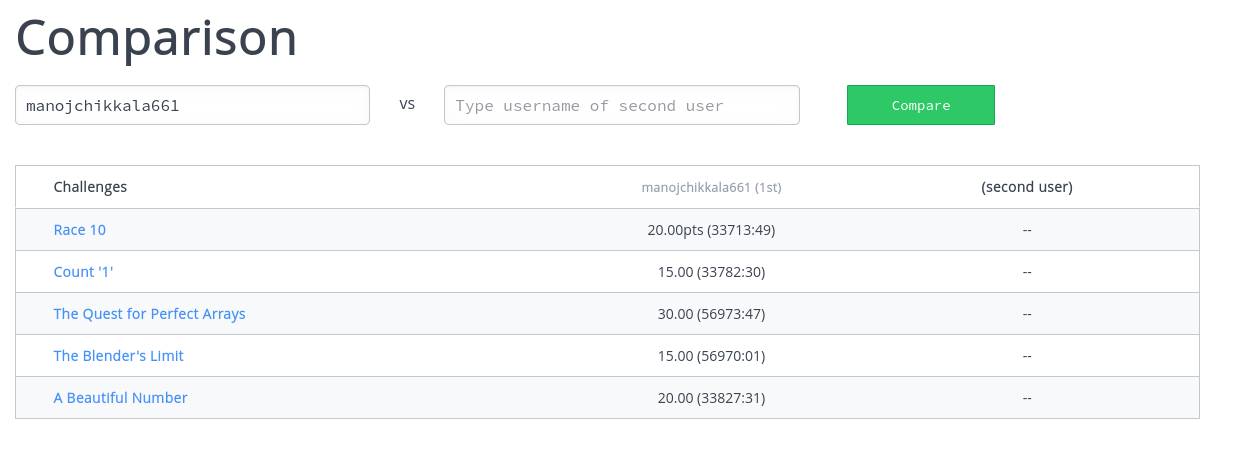 Comparison
manojchikkala661 vs Type username of second user Compare
Challenges manojchikkala661 (1st) (second user)
Race 10 20.00pts (33713:49) --
Count '1' 15.00 (33782:30) --
The Quest for Perfect Arrays 30.00 (56973:47) --
The Blender's Limit 15.00 (56970:01) --
A Beautiful Number 20.00 (33827:31) --